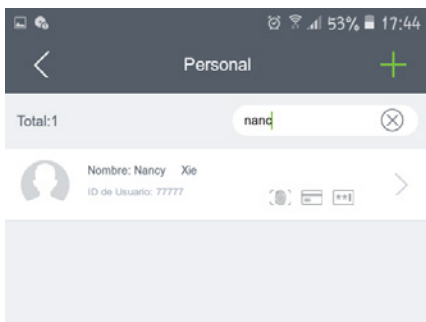 53% 17:44
Personal
Total:1
nanc
Nombre: Nancy Xie
ID de Usuario: 77777